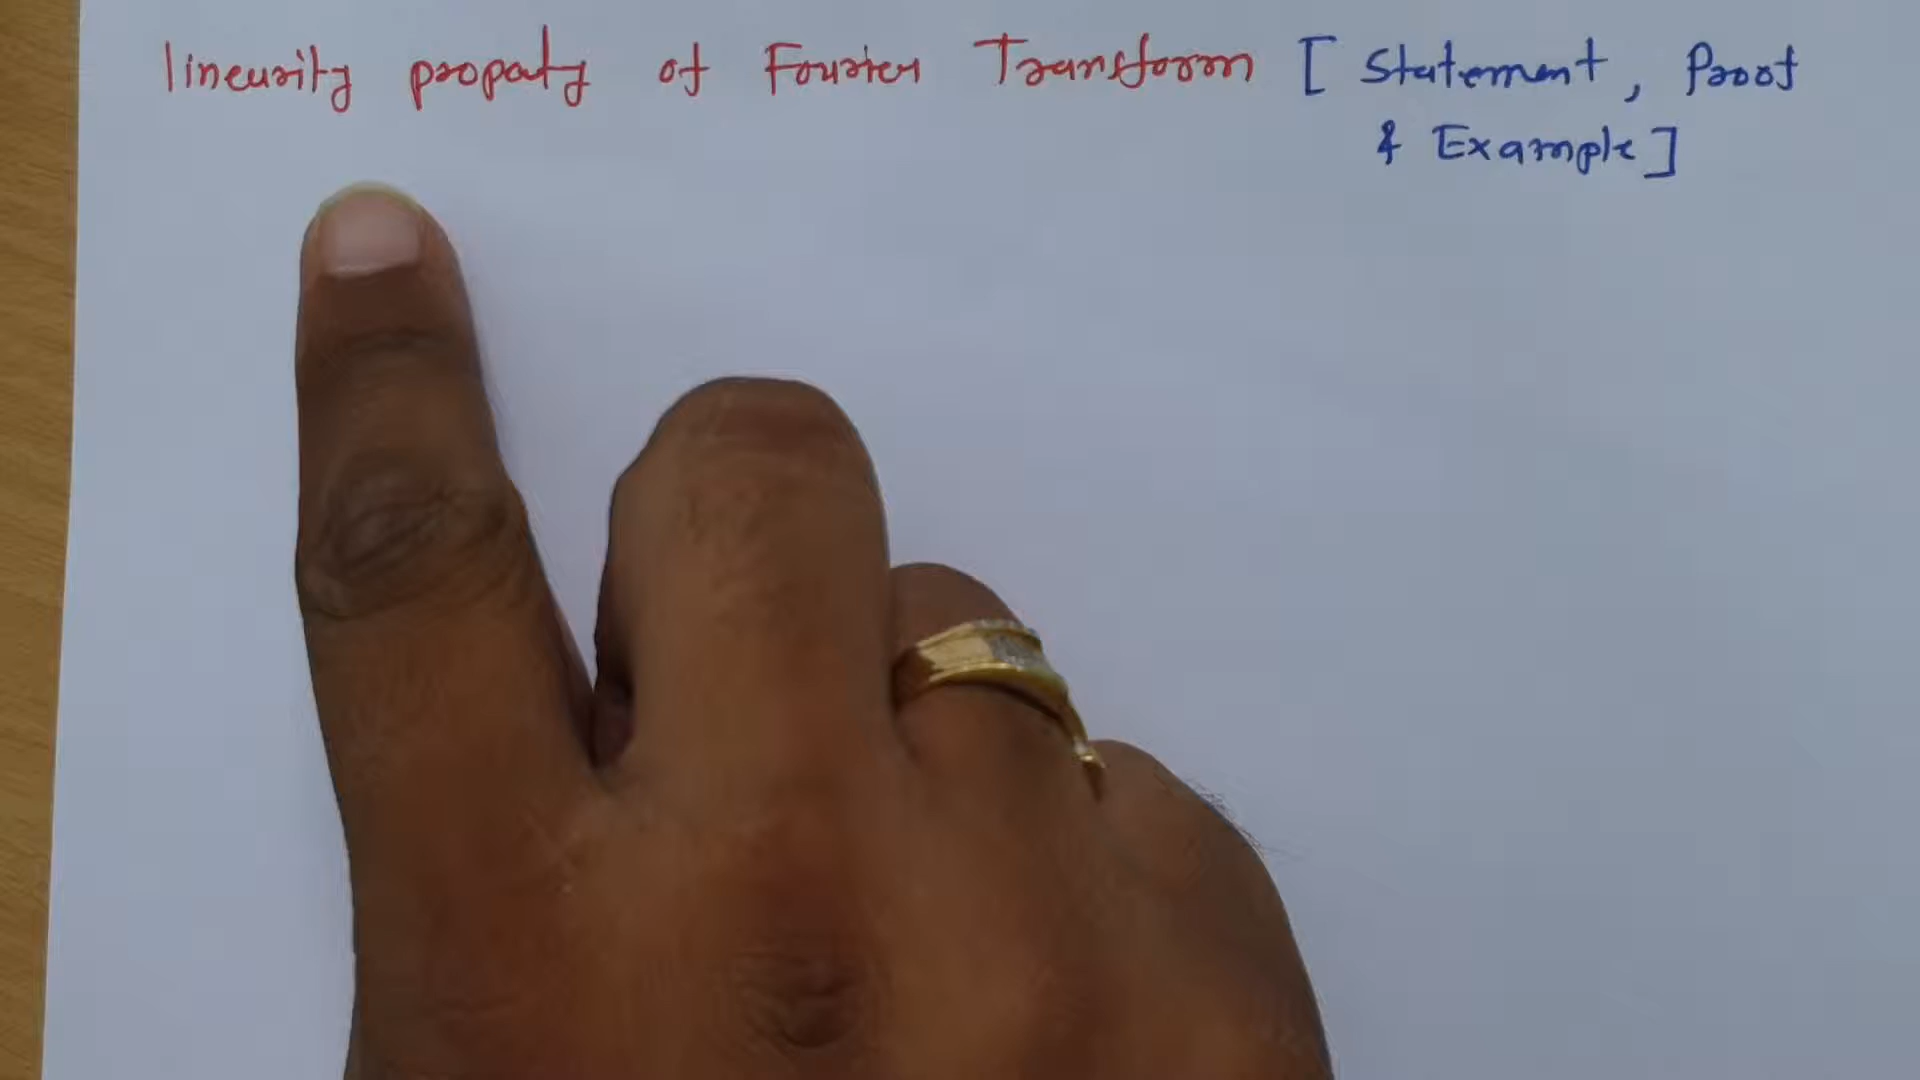 linearity property of Fourier Transform [ Statement, Proof
& Example ]